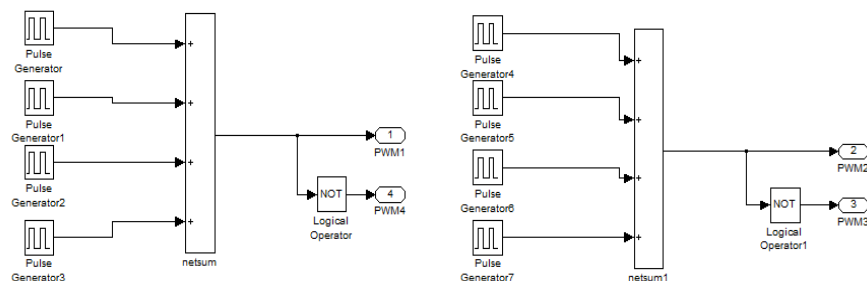 Pulse
Generator
+
Pulse
Generator1
+
Pulse
Generator2
+
Pulse
Generator3
+
netsum
1
PWM1
NOT
Logical
Operator
4
PWM4
Pulse
Generator4
+
Pulse
Generator5
+
Pulse
Generator6
+
Pulse
Generator7
+
netsum1
2
PWM2
NOT
Logical
Operator1
3
PWM3